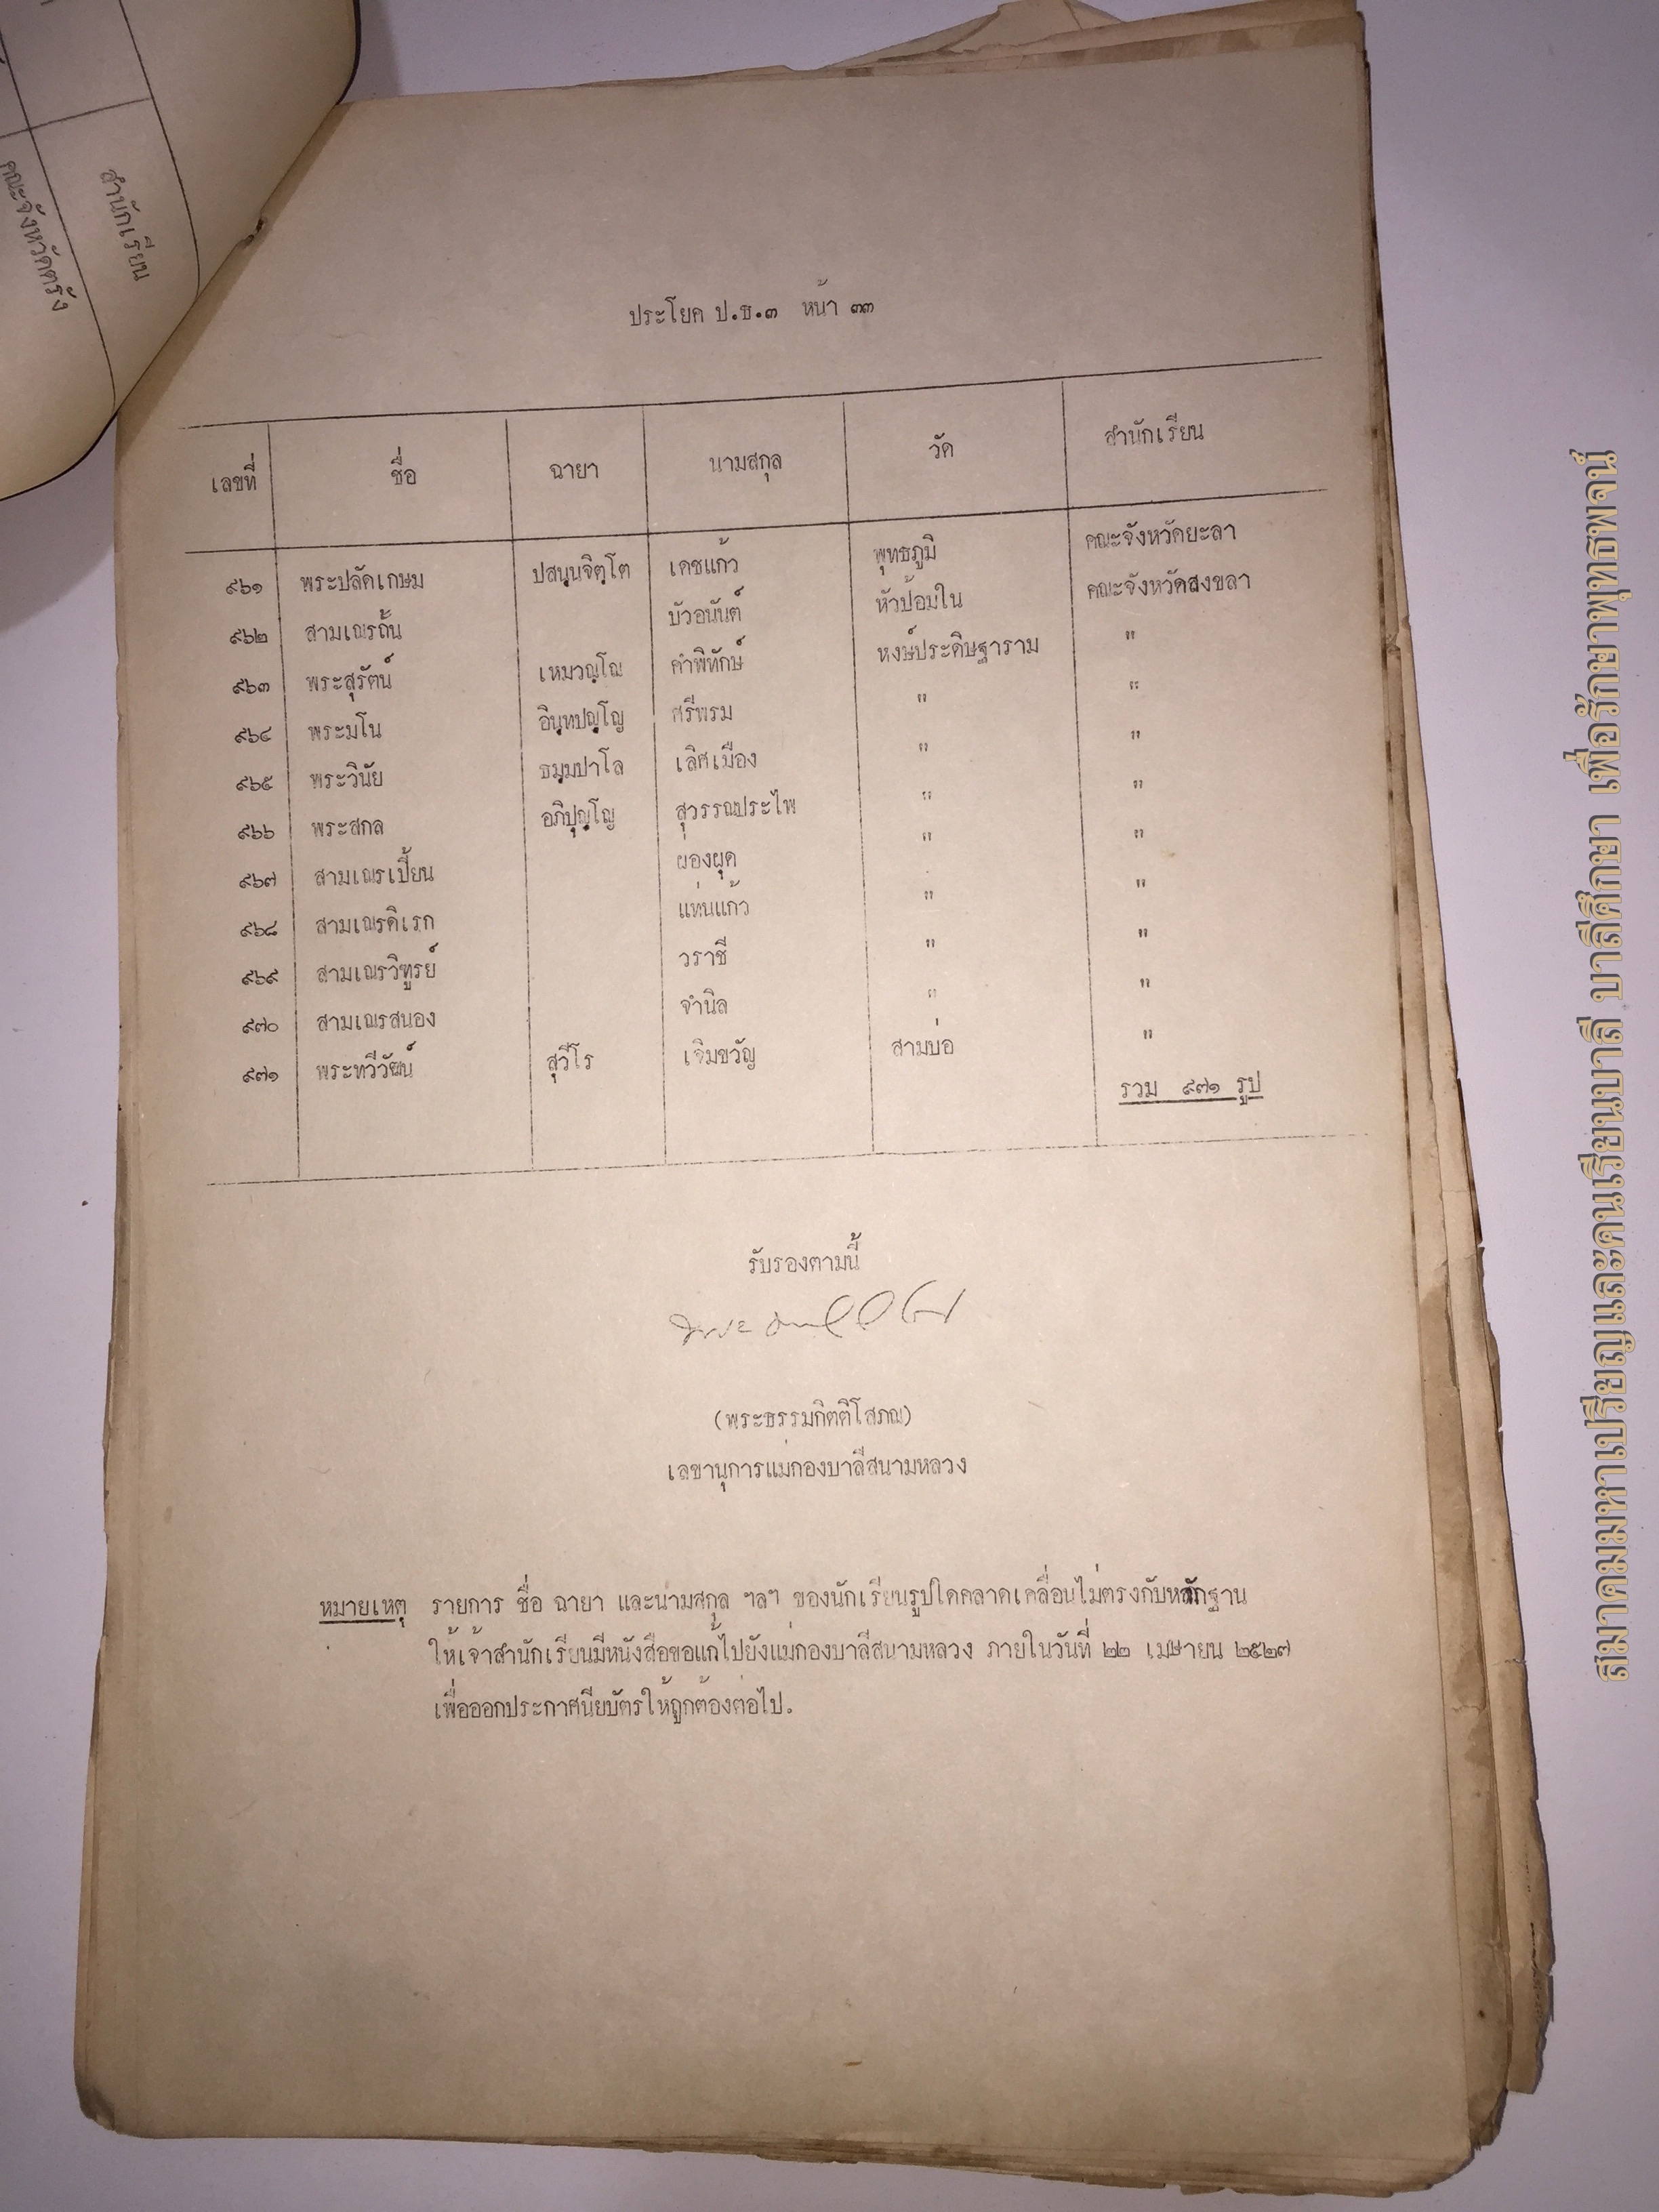 สำนักเรียน
คณะจังหวัดตรัง
ประโยค ป.ธ.๓ หน้า ๓๓
เลขที่ ชื่อ ฉายา นามสกุล วัด สำนักเรียน
๙๖๑ พระปลัดเกษม ปสนฺนจิตฺโต เดชแก้ว พุทธภูมิ คณะจังหวัดยะลา
๙๖๒ สามเณรถั้น บัวอนันต์ หัวป้อมใน คณะจังหวัดสงขลา
๙๖๓ พระสุรัตน์ เหมวณฺโณ คำพิทักษ์ หงษ์ประดิษฐาราม "
๙๖๔ พระมโน อินฺทปญฺโญ ศรีพรม " "
๙๖๕ พระวินัย ธมฺมปาโล เลิศเมือง " "
๙๖๖ พระสกล อภิปุญฺโญ สุวรรณประไพ " "
๙๖๗ สามเณรเปี้ยน ผ่องผุด " "
๙๖๘ สามเณรดิเรก แท่นแก้ว " "
๙๖๙ สามเณรวิฑูรย์ วราชี " "
๙๗๐ สามเณรสนอง จำนิล " "
๙๗๑ พระทวีวัฒน์ สุวีโร เจิมขวัญ สามบ่อ "
รวม ๙๗๑ รูป
รับรองตามนี้
(พระธรรมกิตติโสภณ)
เลขานุการแม่กองบาลีสนามหลวง
หมายเหตุ รายการ ชื่อ ฉายา และนามสกุล ฯลฯ ของนักเรียนรูปใดคลาดเคลื่อนไม่ตรงกับหลักฐาน
ให้เจ้าสำนักเรียนมีหนังสือขอแก้ไปยังแม่กองบาลีสนามหลวง ภายในวันที่ ๒๒ เมษายน ๒๕๒๗
เพื่อออกประกาศนียบัตรให้ถูกต้องต่อไป.
สมาคมมหาเปรียญและคนเรียนบาลี บาลีศึกษา เพื่อรักษาพุทธพจน์